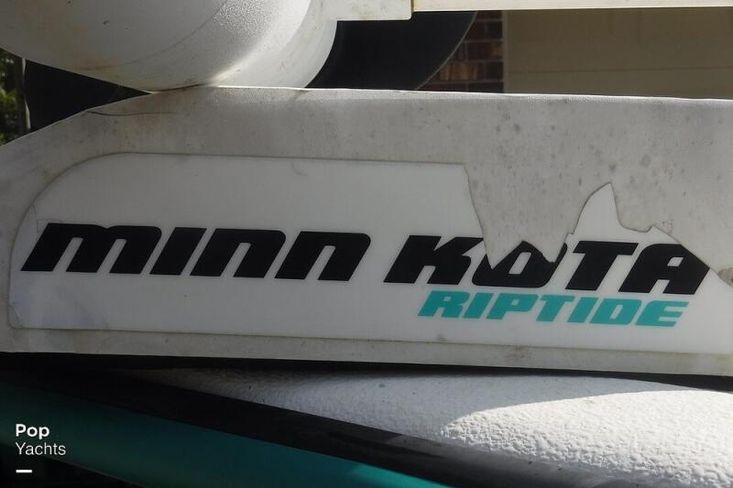 MINN KOTA
RIPTIDE
Pop
Yachts